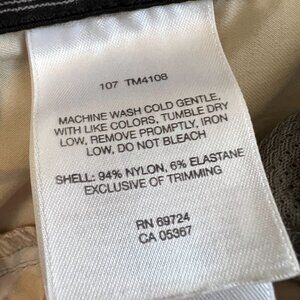 107 TM4108
MACHINE WASH COLD GENTLE,
WITH LIKE COLORS, TUMBLE DRY
LOW, REMOVE PROMPTLY, IRON
LOW, DO NOT BLEACH
SHELL: 94% NYLON, 6% ELASTANE
EXCLUSIVE OF TRIMMING
RN 69724
CA 05367